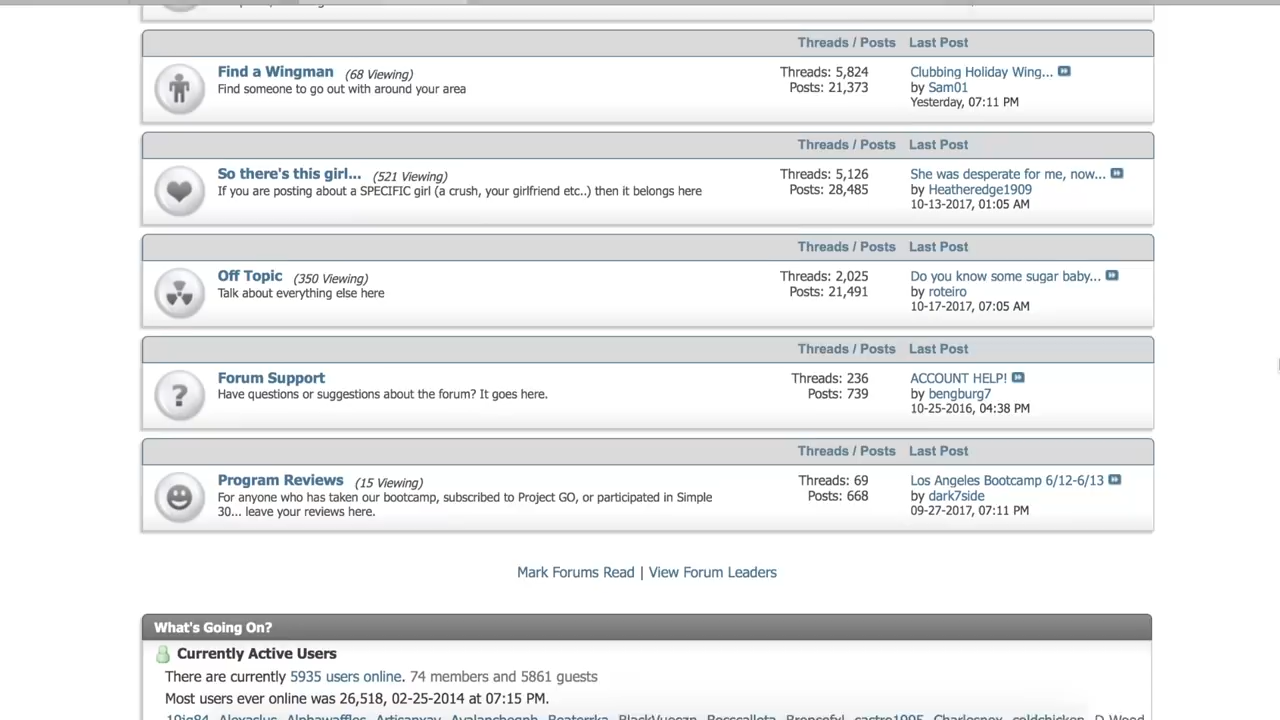 Threads / Posts Last Post
Find a Wingman (68 Viewing)
Find someone to go out with around your area
Threads: 5,824
Posts: 21,373
Clubbing Holiday Wing...
by Sam01
Yesterday, 07:11 PM
Threads / Posts Last Post
So there's this girl... (521 Viewing)
If you are posting about a SPECIFIC girl (a crush, your girlfriend etc..) then it belongs here
Threads: 5,126
Posts: 28,485
She was desperate for me, now...
by Heatheredge1909
10-13-2017, 01:05 AM
Threads / Posts Last Post
Off Topic (350 Viewing)
Talk about everything else here
Threads: 2,025
Posts: 21,491
Do you know some sugar baby...
by roteiro
10-17-2017, 07:05 AM
Threads / Posts Last Post
Forum Support
Have questions or suggestions about the forum? It goes here.
Threads: 236
Posts: 739
ACCOUNT HELP!
by bengburg7
10-25-2016, 04:38 PM
Threads / Posts Last Post
Program Reviews (15 Viewing)
For anyone who has taken our bootcamp, subscribed to Project GO, or participated in Simple
30... leave your reviews here.
Threads: 69
Posts: 668
Los Angeles Bootcamp 6/12-6/13
by dark7side
09-27-2017, 07:11 PM
Mark Forums Read | View Forum Leaders
What's Going On?
Currently Active Users
There are currently 5935 users online. 74 members and 5861 guests
Most users ever online was 26,518, 02-25-2014 at 07:15 PM.